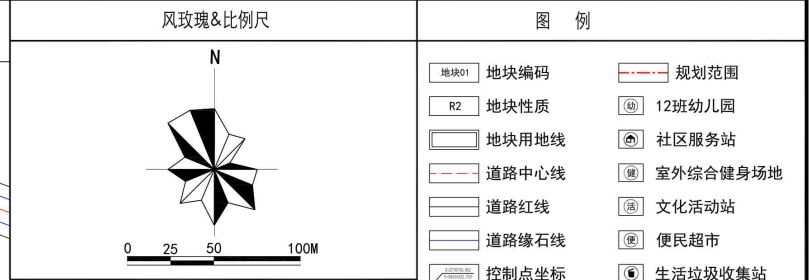 风玫瑰&比例尺
N
0 25 50 100M
图 例
地块01 地块编码
R2 地块性质
地块用地线
道路中心线
道路红线
道路缘石线
控制点坐标
规划范围
幼 12班幼儿园
社区服务站
健 室外综合健身场地
活 文化活动站
便 便民超市
生活垃圾收集站